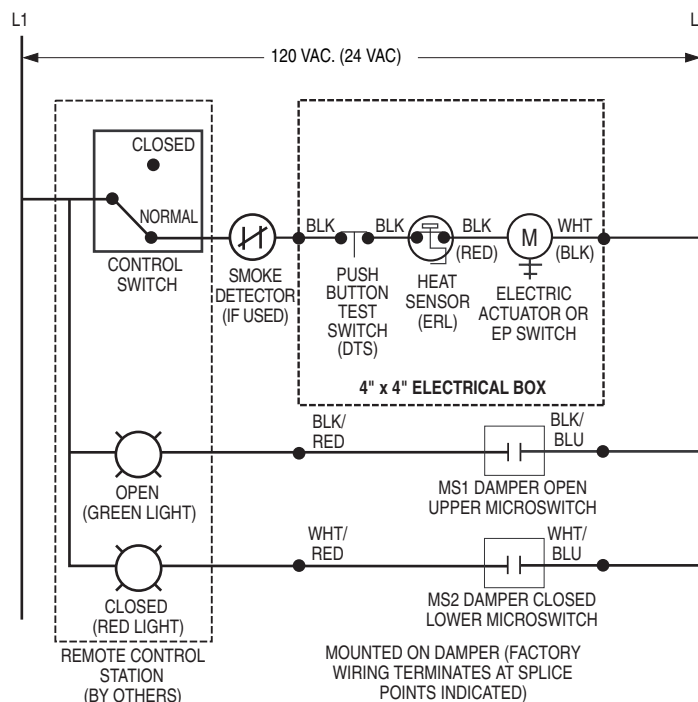 L1
L
120 VAC. (24 VAC)
CLOSED
NORMAL
CONTROL
SWITCH
SMOKE
DETECTOR
(IF USED)
BLK
BLK
BLK
(RED)
WHT
(BLK)
M
PUSH
BUTTON
TEST
SWITCH
(DTS)
HEAT
SENSOR
(ERL)
ELECTRIC
ACTUATOR OR
EP SWITCH
4" x 4" ELECTRICAL BOX
BLK/
RED
BLK/
BLU
OPEN
(GREEN LIGHT)
MS1 DAMPER OPEN
UPPER MICROSWITCH
WHT/
RED
WHT/
BLU
CLOSED
(RED LIGHT)
MS2 DAMPER CLOSED
LOWER MICROSWITCH
REMOTE CONTROL
STATION
(BY OTHERS)
MOUNTED ON DAMPER (FACTORY
WIRING TERMINATES AT SPLICE
POINTS INDICATED)